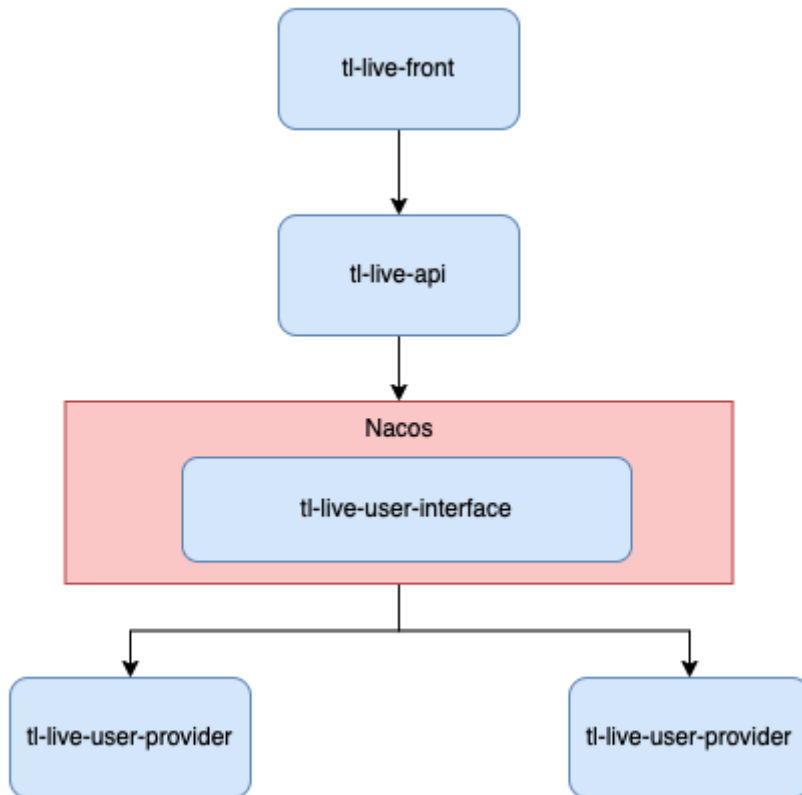 tl-live-front
tl-live-api
Nacos
tl-live-user-interface
tl-live-user-provider
tl-live-user-provider